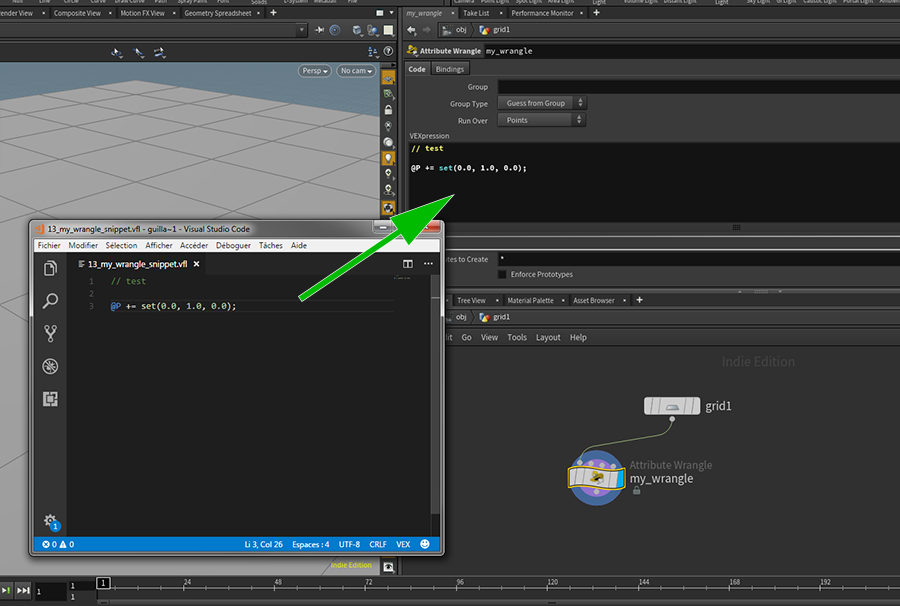 ender View
Composite View
Motion FX View
Geometry Spreadsheet
my_wrangle
Take List
Performance Monitor
obj
grid1
Persp
No cam
Attribute Wrangle my_wrangle
Code Bindings
Group
Group Type Guess from Group
Run Over Points
VEXpression
// test
@P += set(0.0, 1.0, 0.0);
utes to Create *
Enforce Prototypes
Tree View
Material Palette
Asset Browser
obj
grid1
dit Go View Tools Layout Help
Indie Edition
grid1
Attribute Wrangle
my_wrangle
13_my_wrangle_snippet.vfl - guilla~1 - Visual Studio Code
Fichier Modifier Sélection Afficher Accéder Déboguer Tâches Aide
13_my_wrangle_snippet.vfl
1 // test
2
3 @P += set(0.0, 1.0, 0.0);
1
0 0 Li 3, Col 26 Espaces : 4 UTF-8 CRLF VEX
Indie Edition
1 1 1 1 24 48 72 96 120 144 168 192